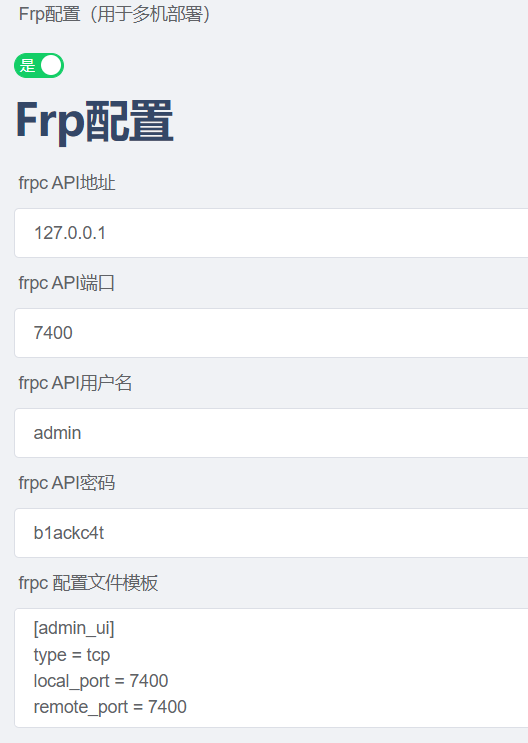 Frp配置（用于多机部署）
是
Frp配置
frpc API地址
127.0.0.1
frpc API端口
7400
frpc API用户名
admin
frpc API密码
b1ackc4t
frpc 配置文件模板
[admin_ui]
type = tcp
local_port = 7400
remote_port = 7400